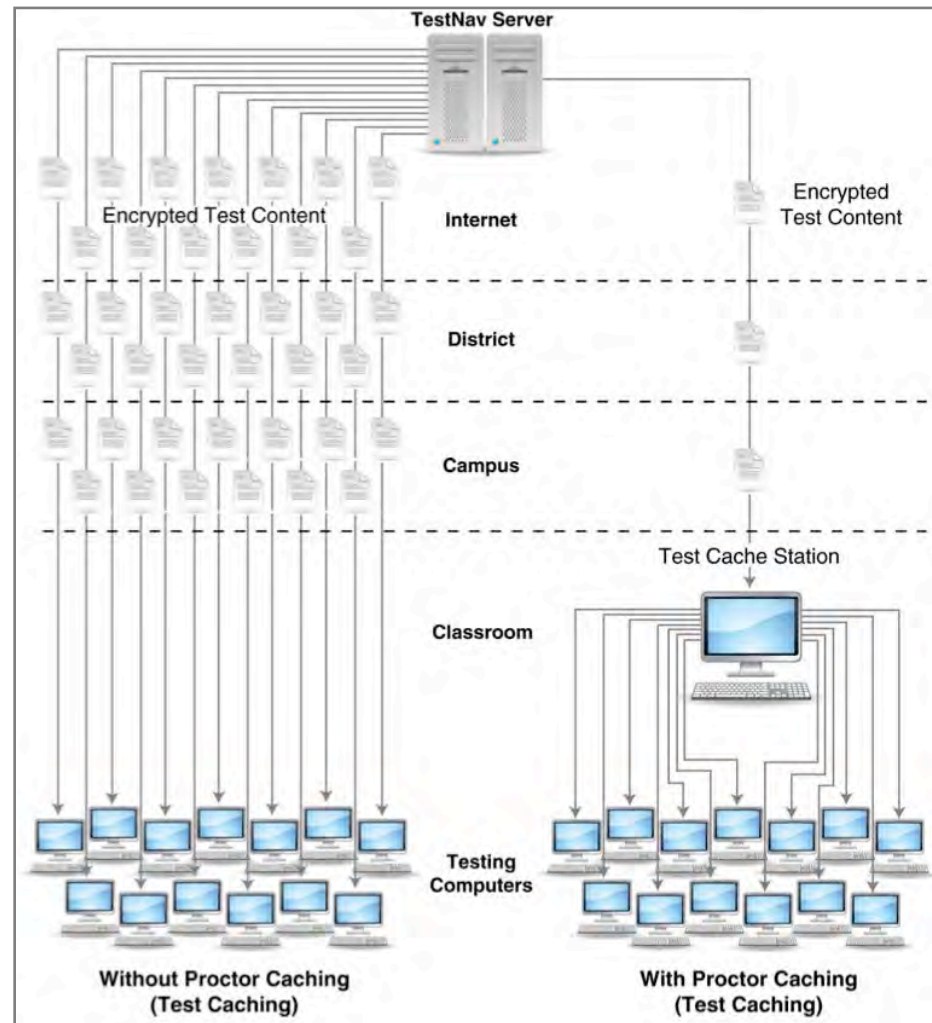 TestNav Server
Encrypted Test Content
Internet
Encrypted
Test Content
District
Campus
Test Cache Station
Classroom
Testing
Computers
Without Proctor Caching
(Test Caching)
With Proctor Caching
(Test Caching)